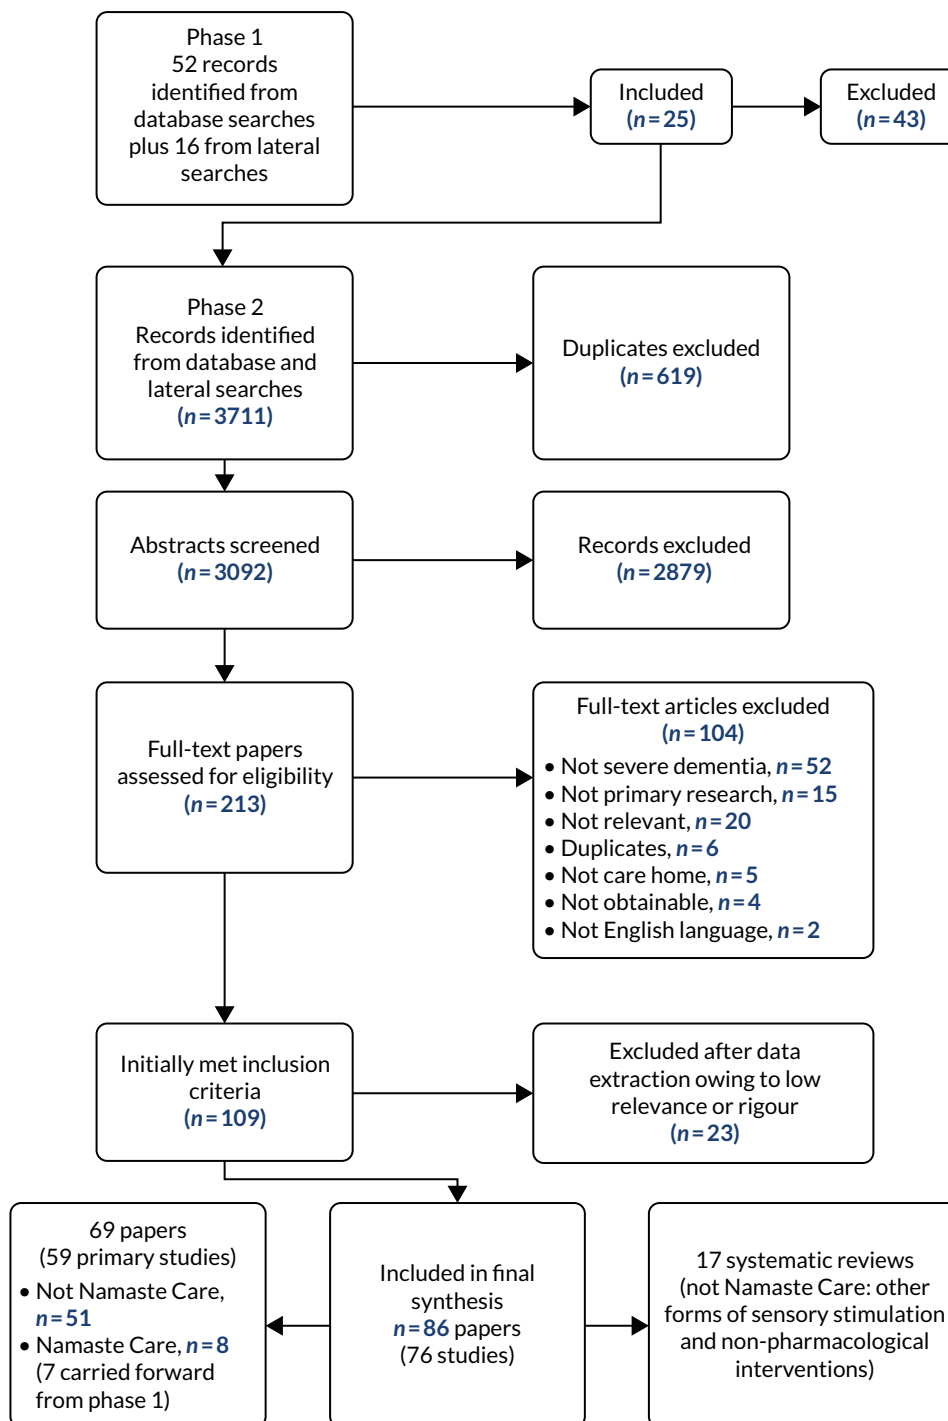 Phase 1
52 records
identified from
database searches
plus 16 from lateral
searches
Included
(n=25)
Excluded
(n=43)
Phase 2
Records identified
from database and
lateral searches
(n=3711)
Duplicates excluded
(n=619)
Abstracts screened
(n=3092)
Records excluded
(n=2879)
Full-text papers
assessed for eligibility
(n=213)
Full-text articles excluded
(n=104)
• Not severe dementia, n=52
• Not primary research, n=15
• Not relevant, n=20
• Duplicates, n=6
• Not care home, n=5
• Not obtainable, n=4
• Not English language, n=2
Initially met inclusion
criteria
(n=109)
Excluded after data
extraction owing to low
relevance or rigour
(n=23)
69 papers
(59 primary studies)
• Not Namaste Care,
n=51
• Namaste Care, n=8
(7 carried forward
from phase 1)
Included in final
synthesis
n=86 papers
(76 studies)
17 systematic reviews
(not Namaste Care: other
forms of sensory stimulation
and non-pharmacological
interventions)